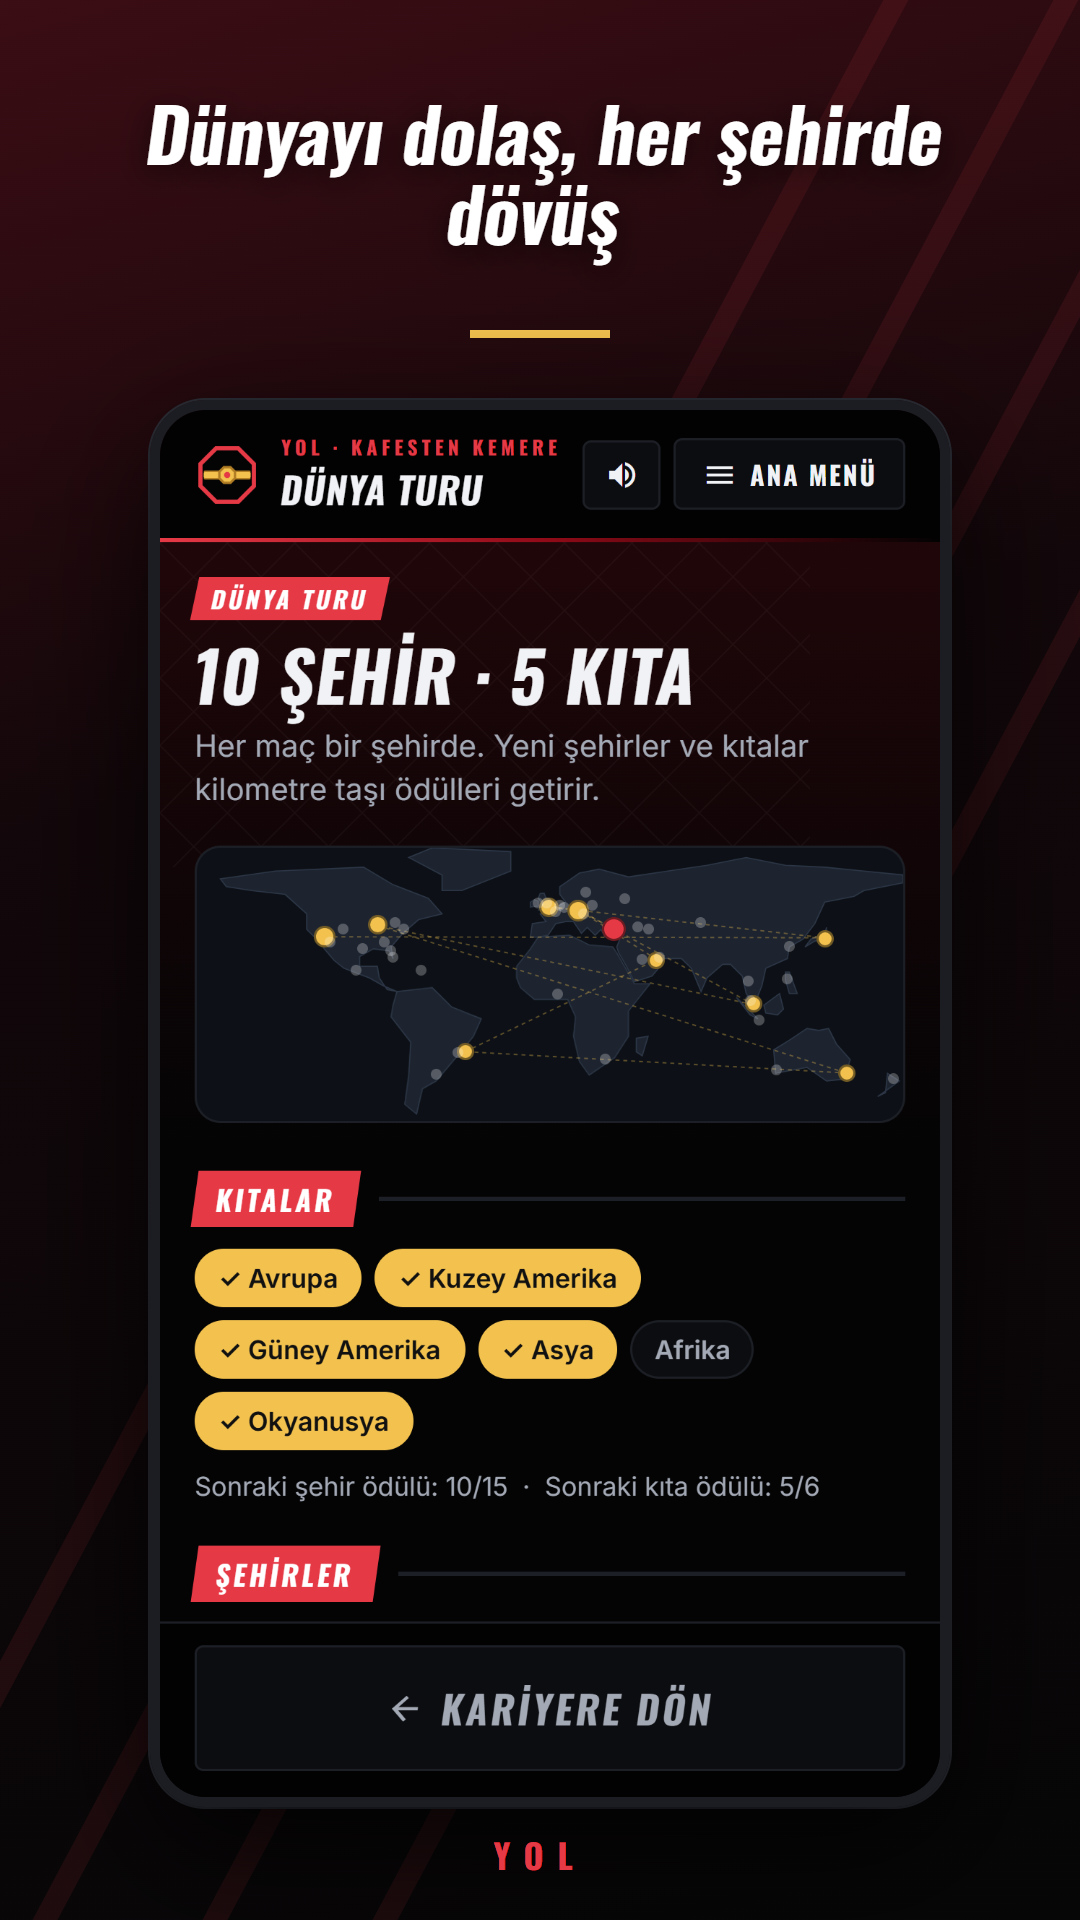 Dünyayı dolaş, her şehirde
dövüş
YOL · KAFESTEN KEMERE
DÜNYA TURU
ANA MENÜ
DÜNYA TURU
10 ŞEHİR · 5 KITA
Her maç bir şehirde. Yeni şehirler ve kıtalar
kilometre taşı ödülleri getirir.
KITALAR
✓ Avrupa
✓ Kuzey Amerika
✓ Güney Amerika
✓ Asya
Afrika
✓ Okyanusya
Sonraki şehir ödülü: 10/15 · Sonraki kıta ödülü: 5/6
ŞEHİRLER
← KARİYERE DÖN
YOL